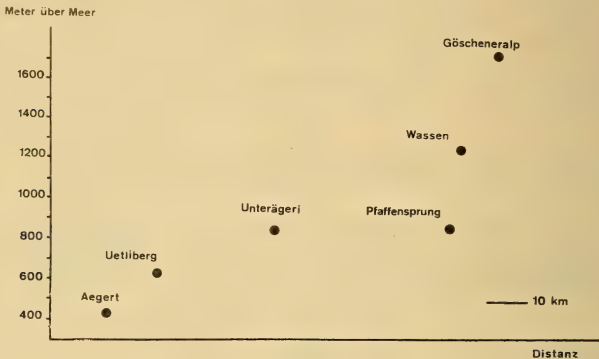 Meter über Meer
Göscheneralp
1600
1400
Wassen
1200
1000
Unterägeri
Pfaffensprung
800
Uetliberg
600
Aegert
10 km
400
Distanz